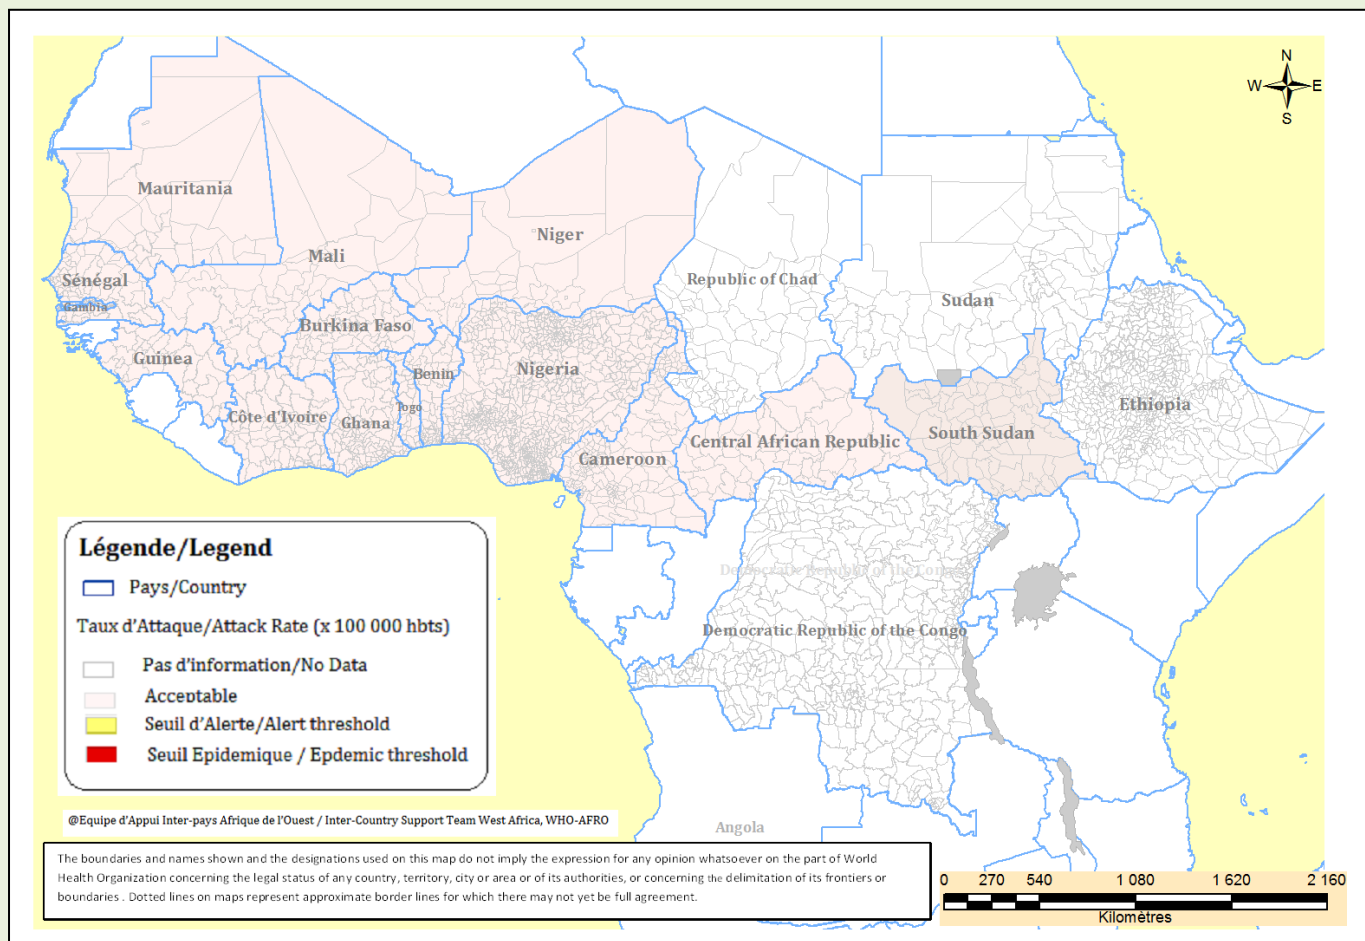 N
W E
S
Mauritania
Mali
Niger
Republic of Chad
Sudan
Sénégal
Gambia
Burkina Faso
Guinea
Benin
Nigeria
Togo
Côte d'Ivoire
Ghana
Cameroon
Central African Republic
South Sudan
Ethiopia
Democratic Republic of the Congo
Democratic Republic of the Congo
Angola
Légende/Legend
Pays/Country
Taux d'Attaque/Attack Rate (x 100 000 hbts)
Pas d'information/No Data
Acceptable
Seuil d'Alerte/Alert threshold
Seuil Epidemique / Epdemic threshold
@Equipe d'Appui Inter-pays Afrique de l'Ouest / Inter-Country Support Team West Africa, WHO-AFRO
The boundaries and names shown and the designations used on this map do not imply the expression for any opinion whatsoever on the part of World
Health Organization concerning the legal status of any country, territory, city or area or of its authorities, or concerning the delimitation of its frontiers or
boundaries . Dotted lines on maps represent approximate border lines for which there may not yet be full agreement.
0 270 540 1 080 1 620 2 160
Kilomètres